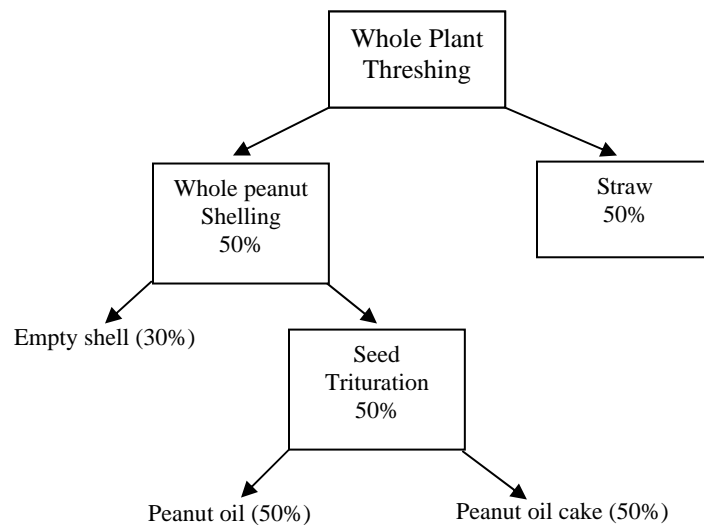 Whole Plant
Threshing
Whole peanut
Shelling
50%
Straw
50%
Empty shell (30%)
Seed
Trituration
50%
Peanut oil (50%)
Peanut oil cake (50%)